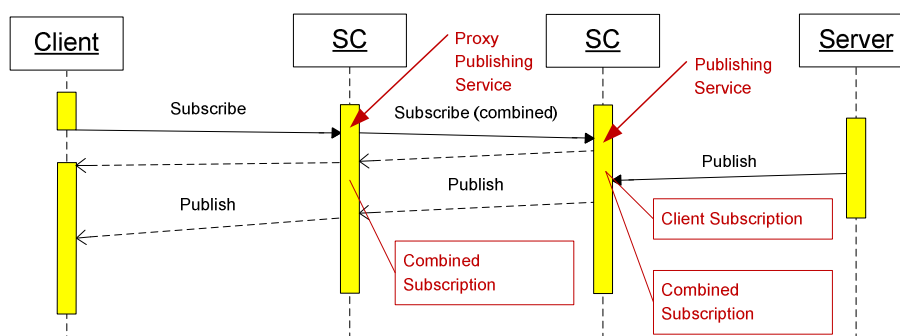 Client
SC
SC
Server
Proxy
Publishing
Service
Publishing
Service
Subscribe
Subscribe (combined)
Publish
Publish
Publish
Client Subscription
Combined
Subscription
Combined
Subscription